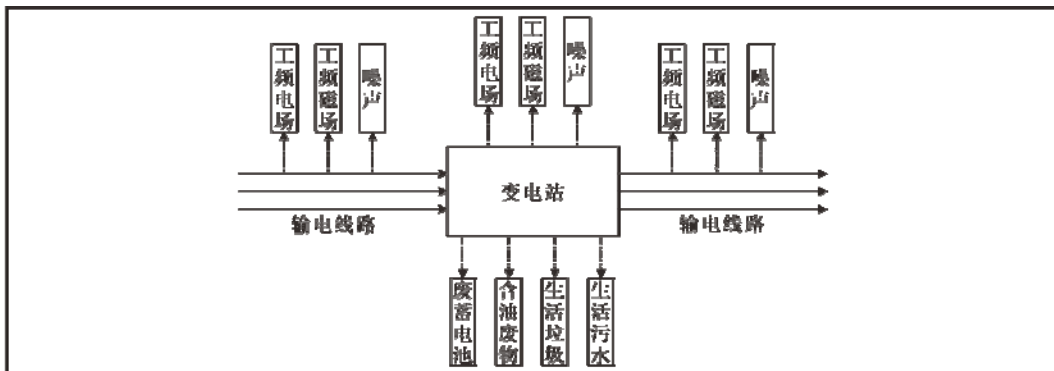 工频电场
工频磁场
噪声
工频电场
工频磁场
噪声
工频电场
工频磁场
噪声
变电站
输电线路
输电线路
废蓄电池
含油废物
生活垃圾
生活污水